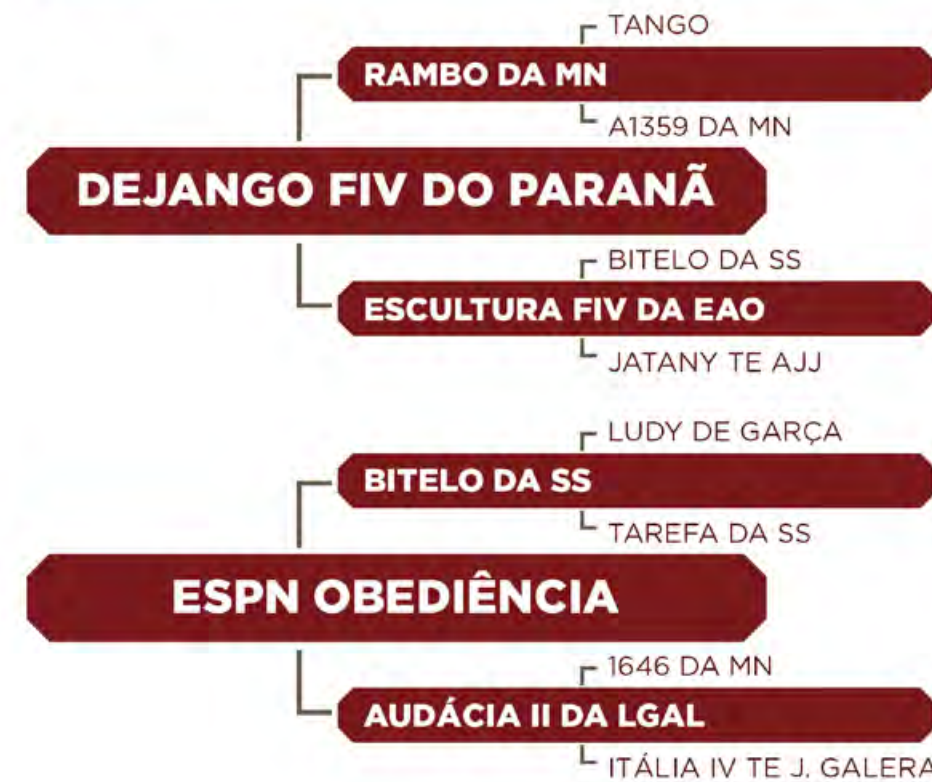 TANGO
RAMBO DA MN
A1359 DA MN
DEJANGO FIV DO PARANÃ
BITELO DA SS
ESCULTURA FIV DA EAO
JATANY TE AJJ
LUDY DE GARÇA
BITELO DA SS
TAREFA DA SS
ESPN OBEDIÊNCIA
1646 DA MN
AUDÁCIA II DA LGAL
ITÁLIA IV TE J. GALERA